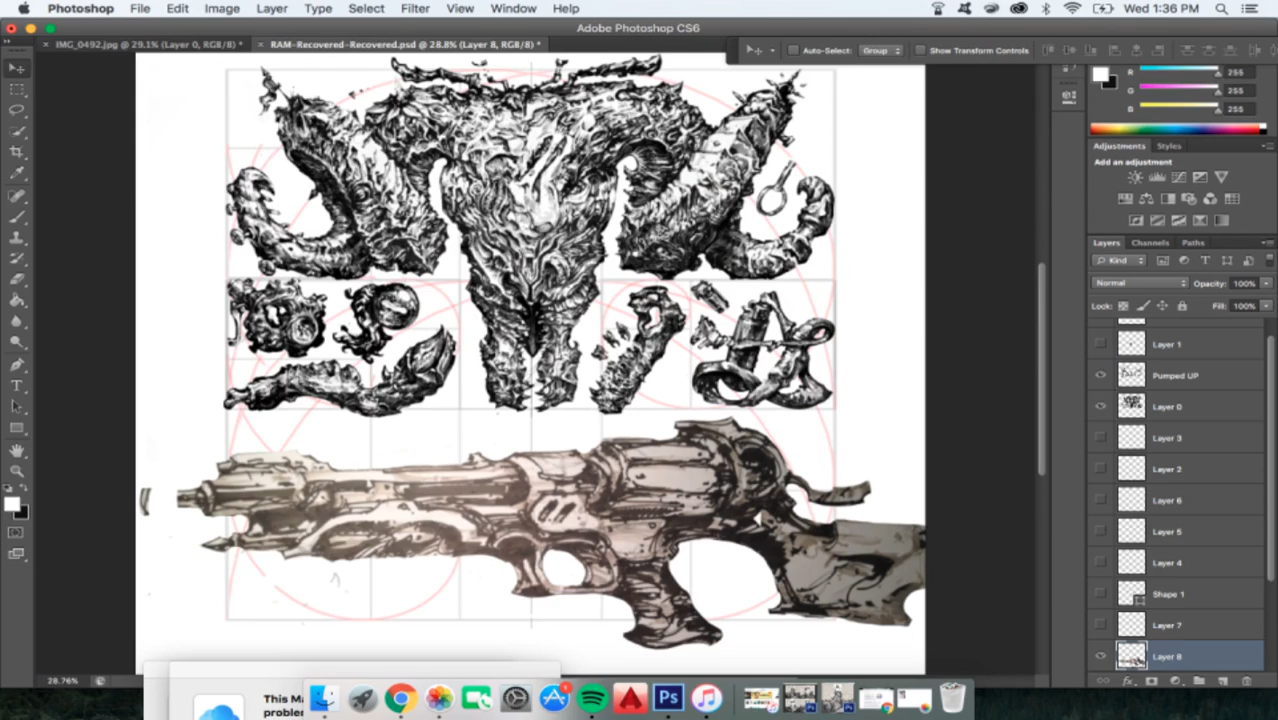 Photoshop File Edit Image Layer Type Select Filter View Window Help Wed 1:36 PM
Adobe Photoshop CS6
IMG_0492.jpg @ 29.1% (Layer 0, RGB/8) * RAM-Recovered-Recovered.psd @ 28.8% (Layer 8, RGB/8) *
Auto-Select: Group Show Transform Controls
R 255
G 255
B 255
Adjustments Styles
Add an adjustment
Layers Channels Paths
Kind
Normal Opacity: 100%
Lock: Fill: 100%
Layer 1
Pumped UP
Layer 0
Layer 3
Layer 2
Layer 6
Layer 5
Layer 4
Shape 1
Layer 7
Layer 8
28.76%
This Ma
problem
Ps